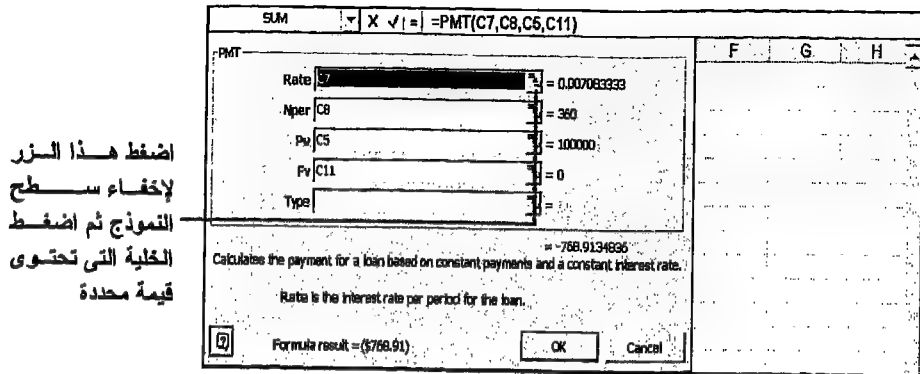 SUM X ✓ = =PMT(C7,C8,C5,C11)
F G H
PMT
Rate C7 = 0.007083333
Nper C8 = 360
Pv C5 = 100000
Fv C11 = 0
Type =
= -768.9134836
Calculates the payment for a loan based on constant payments and a constant interest rate.
Rate is the interest rate per period for the loan.
? Formula result =($768.91) OK Cancel
اضغط هذا الزر
لإخفاء سطح
النموذج ثم اضغط
الخلية التى تحتوى
قيمة محددة